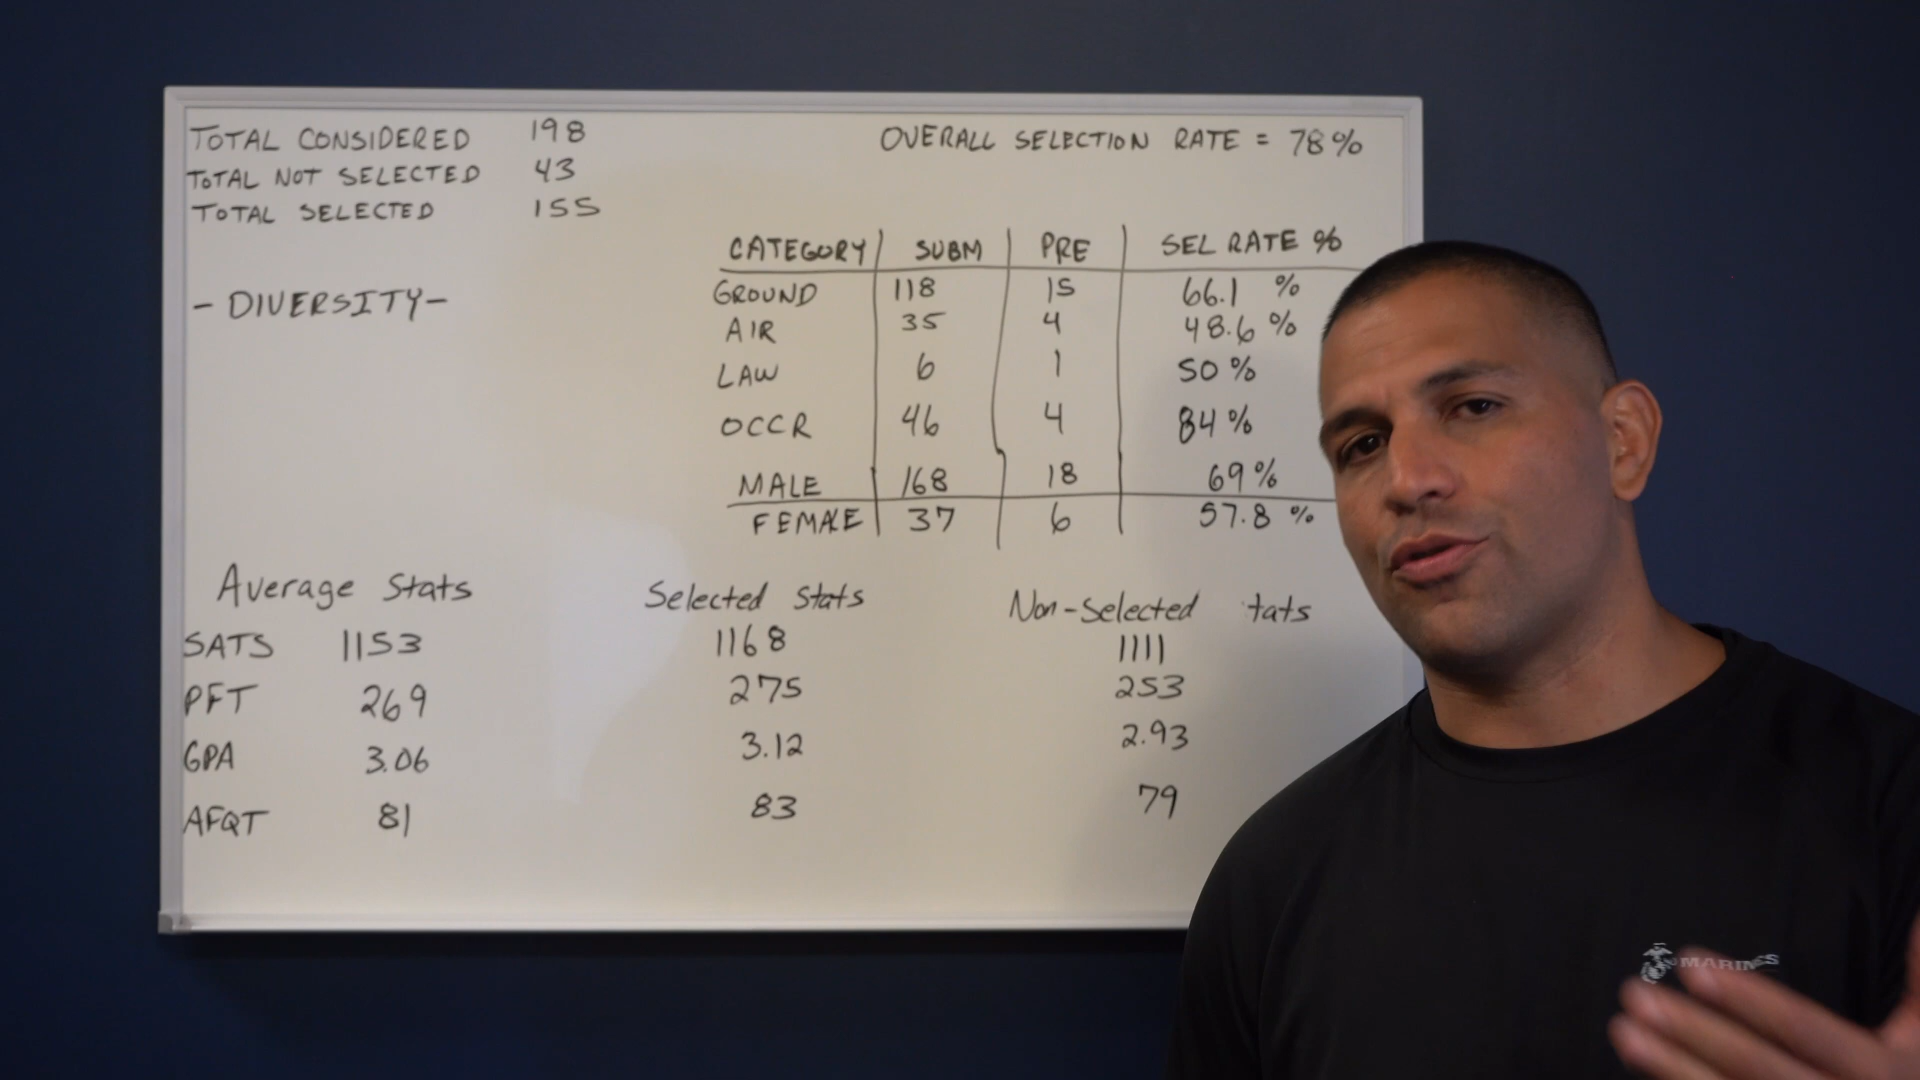 TOTAL CONSIDERED 198
TOTAL NOT SELECTED 43
TOTAL SELECTED 155
OVERALL SELECTION RATE = 78%
- DIVERSITY -
CATEGORY SUBM PRE SEL RATE %
GROUND 118 15 66.1 %
AIR 35 4 48.6 %
LAW 6 1 50 %
OCCR 46 4 84 %
MALE 168 18 69 %
FEMALE 37 6 57.8 %
Average Stats Selected Stats Non-Selected tats
SATS 1153 1168 1111
PFT 269 275 253
GPA 3.06 3.12 2.93
AFQT 81 83 79
MARINES